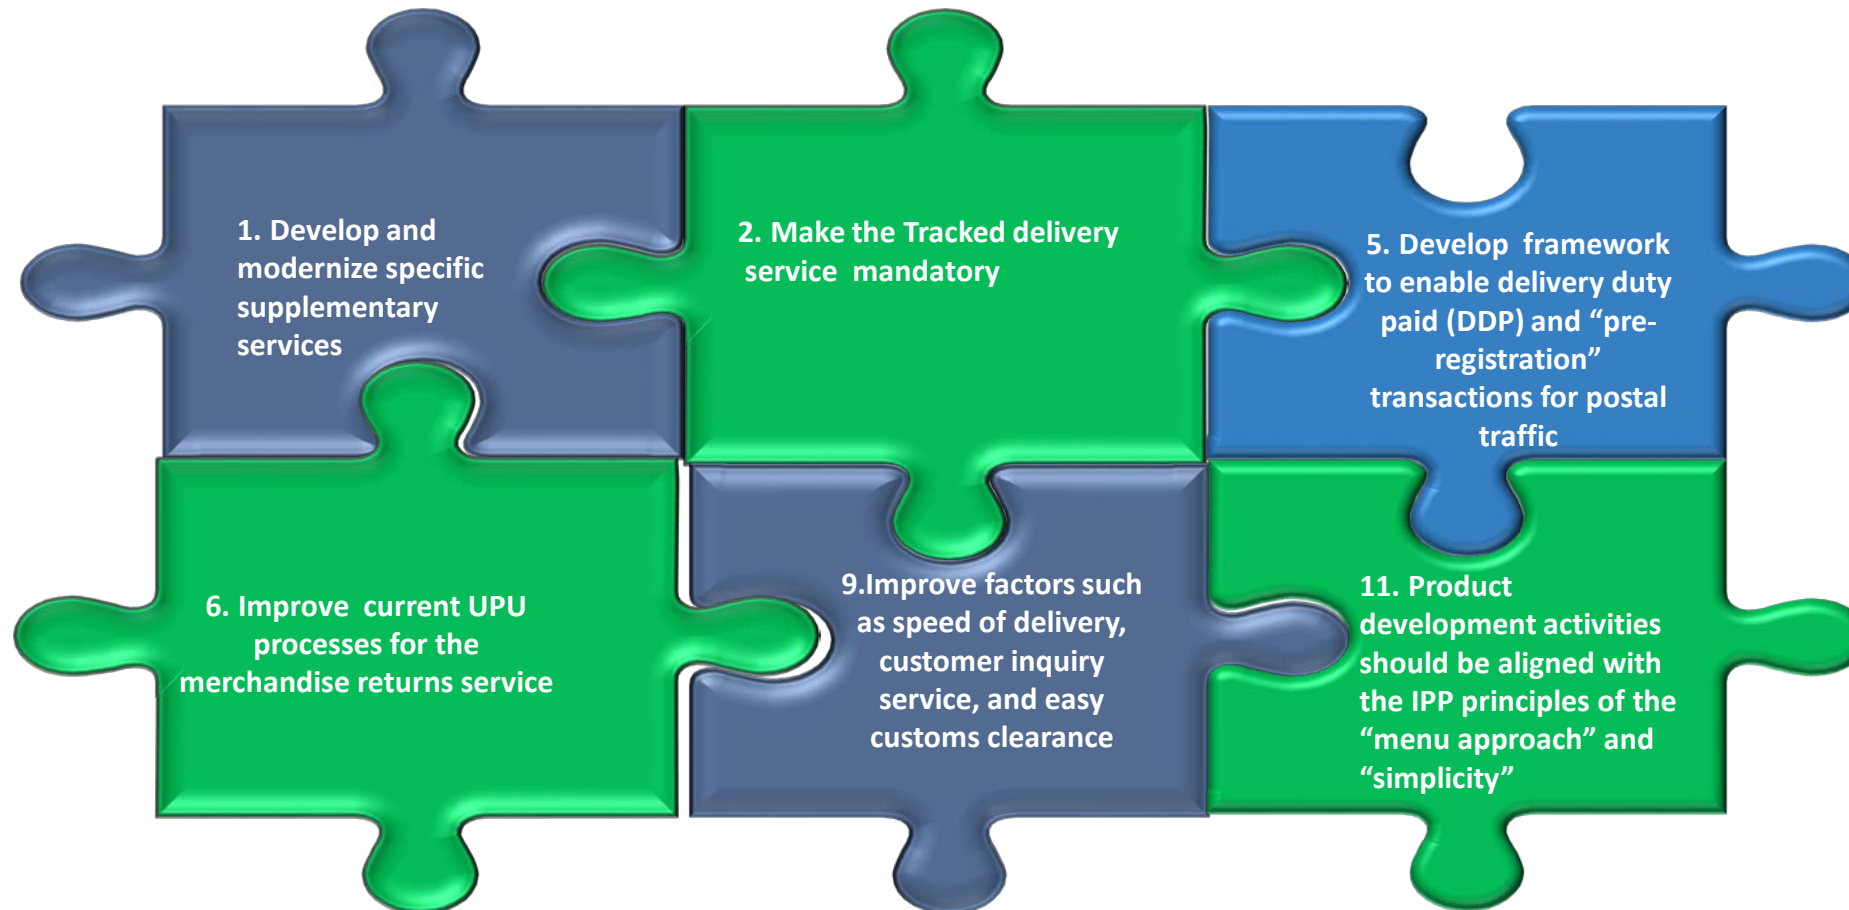 1. Develop and
modernize specific
supplementary
services
2. Make the Tracked delivery
service mandatory
5. Develop framework
to enable delivery duty
paid (DDP) and “pre-
registration”
transactions for postal
traffic
6. Improve current UPU
processes for the
merchandise returns service
9.Improve factors such
as speed of delivery,
customer inquiry
service, and easy
customs clearance
11. Product
development activities
should be aligned with
the IPP principles of the
“menu approach” and
“simplicity”